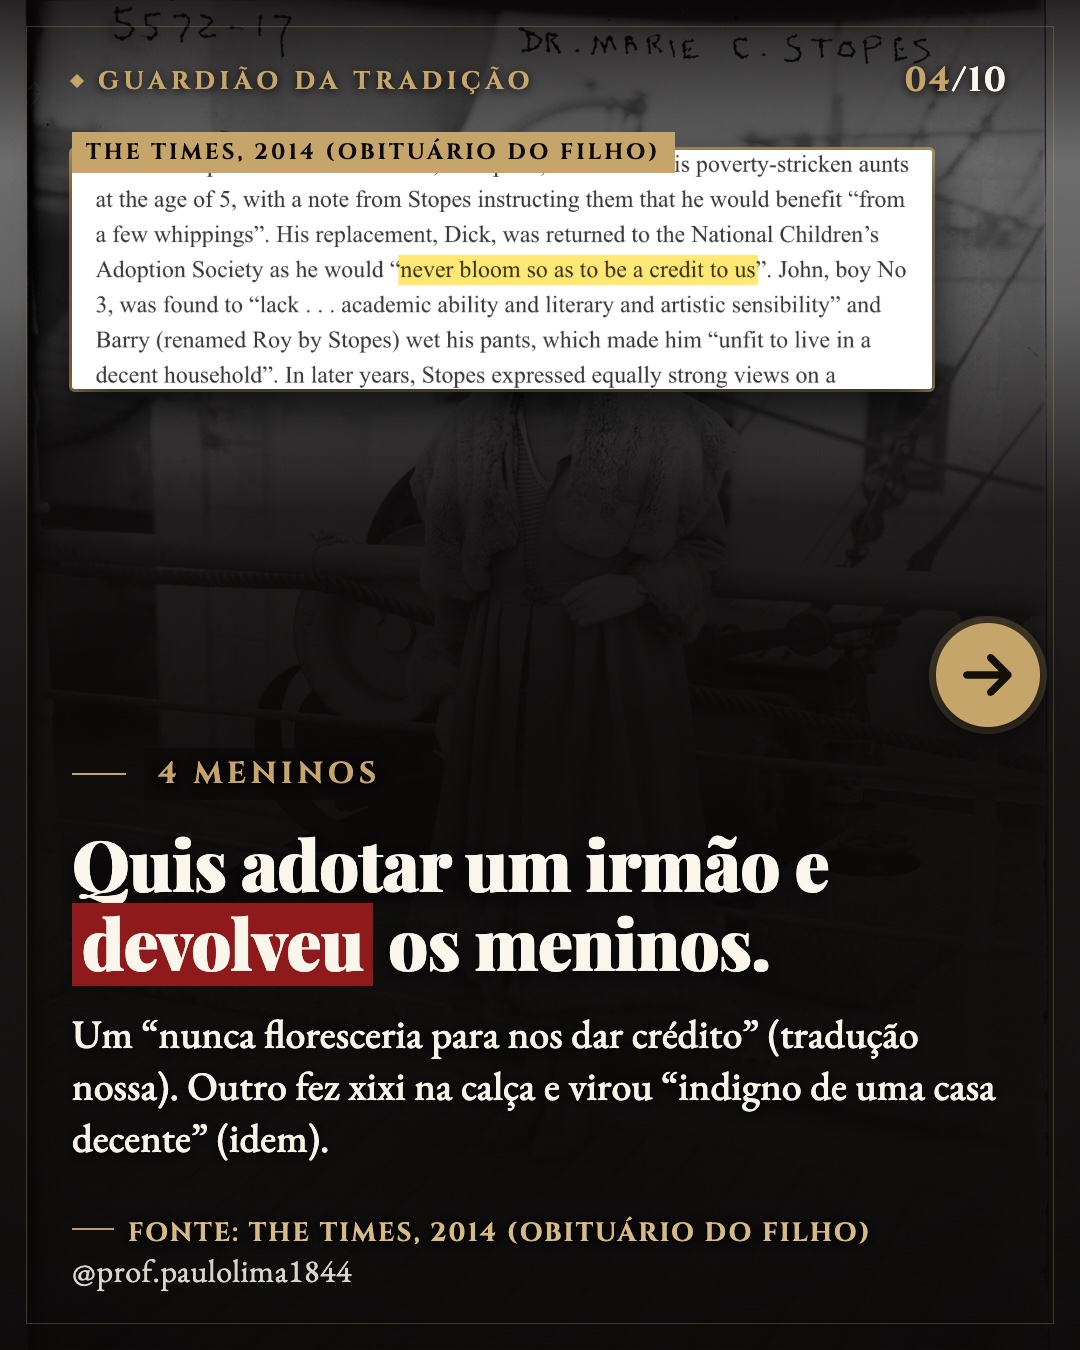 5572-17
DR. MARIE C. STOPES
GUARDIÃO DA TRADIÇÃO
04/10
THE TIMES, 2014 (OBITUÁRIO DO FILHO)
is poverty-stricken aunts
at the age of 5, with a note from Stopes instructing them that he would benefit “from
a few whippings”. His replacement, Dick, was returned to the National Children’s
Adoption Society as he would “never bloom so as to be a credit to us”. John, boy No
3, was found to “lack . . . academic ability and literary and artistic sensibility” and
Barry (renamed Roy by Stopes) wet his pants, which made him “unfit to live in a
decent household”. In later years, Stopes expressed equally strong views on a
4 MENINOS
Quis adotar um irmão e
devolveu os meninos.
Um “nunca floresceria para nos dar crédito” (tradução
nossa). Outro fez xixi na calça e virou “indigno de uma casa
decente” (idem).
FONTE: THE TIMES, 2014 (OBITUÁRIO DO FILHO)
@prof.paulolima1844